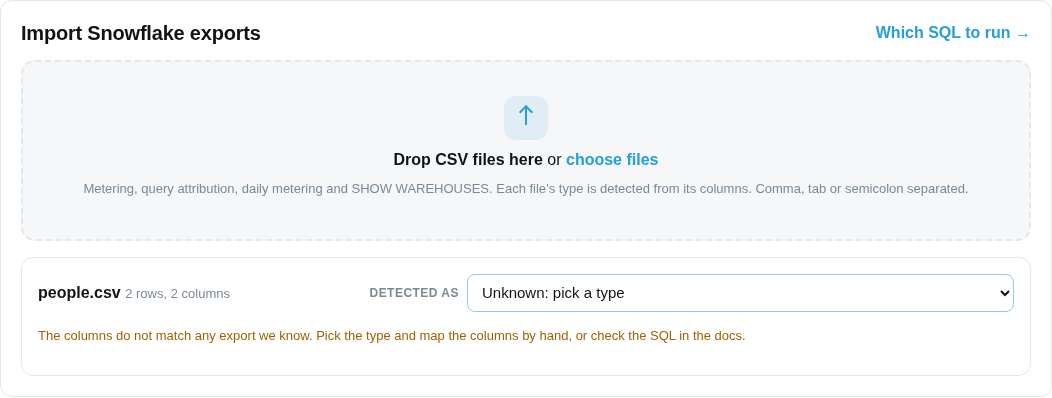 Import Snowflake exports
Which SQL to run →
Drop CSV files here or choose files
Metering, query attribution, daily metering and SHOW WAREHOUSES. Each file's type is detected from its columns. Comma, tab or semicolon separated.
people.csv 2 rows, 2 columns
DETECTED AS
Unknown: pick a type
The columns do not match any export we know. Pick the type and map the columns by hand, or check the SQL in the docs.